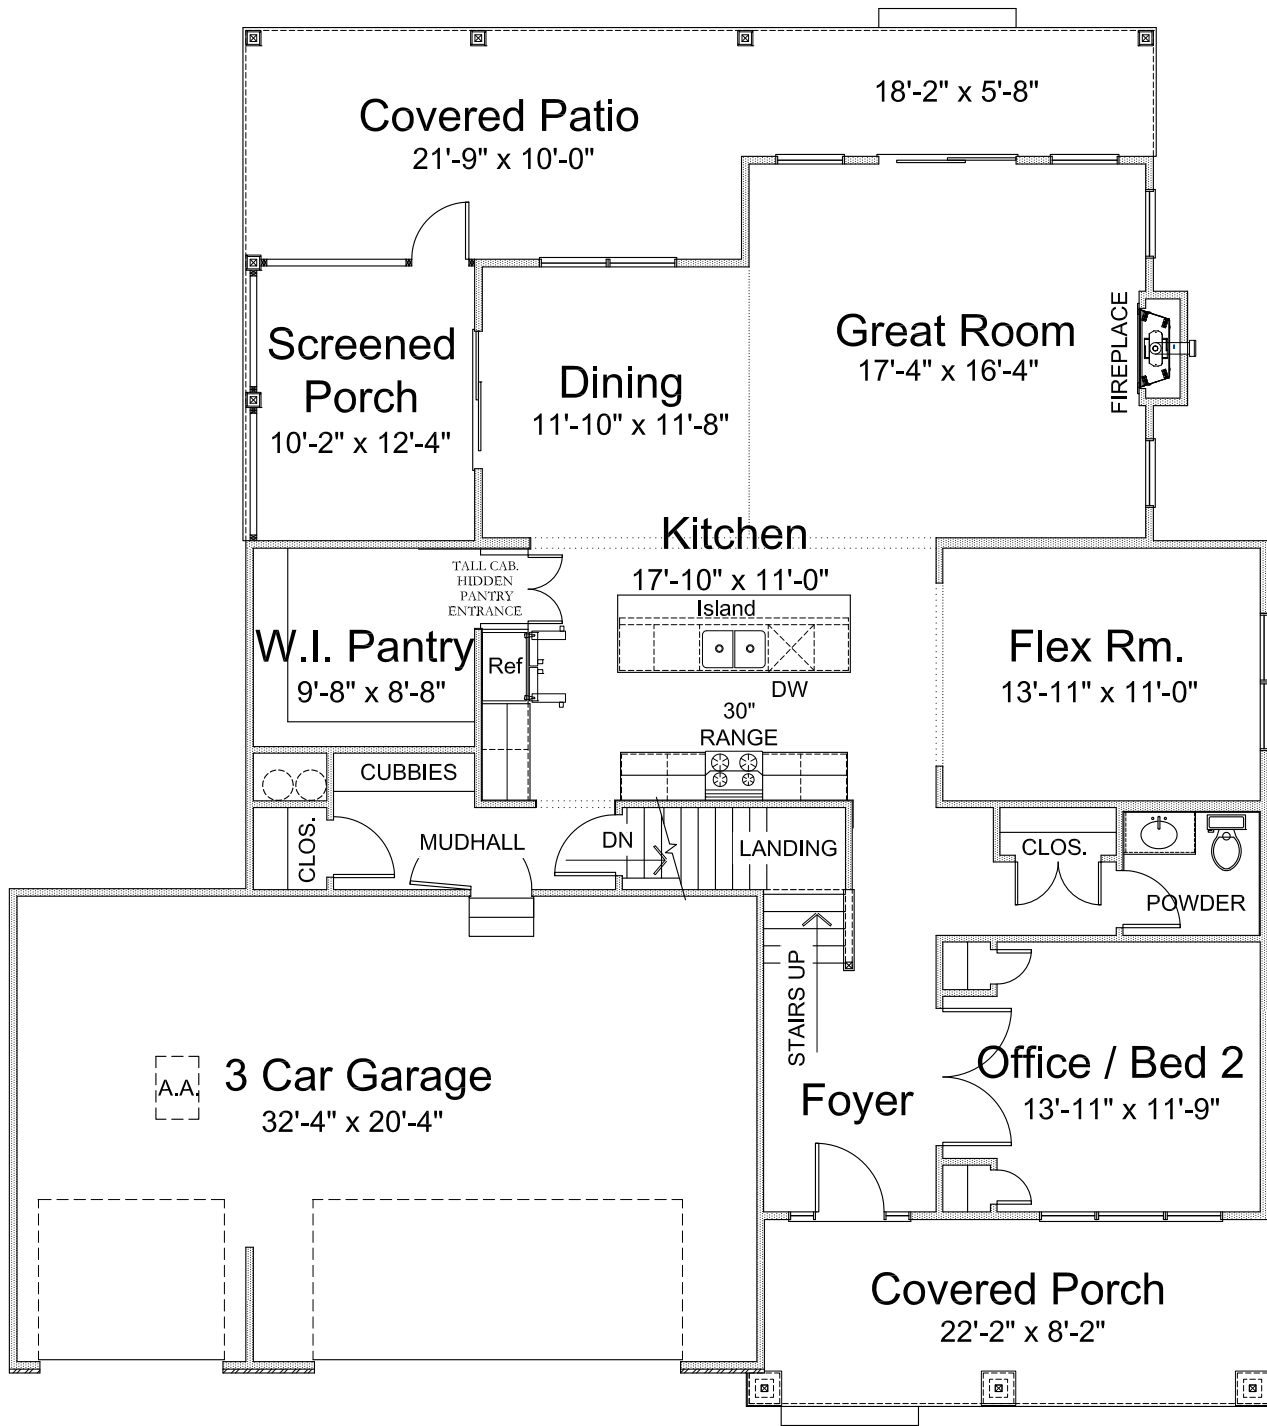 18'-2" x 5'-8"
Covered Patio
21'-9" x 10'-0"
Screened
Porch
10'-2" x 12'-4"
Dining
11'-10" x 11'-8"
Great Room
17'-4" x 16'-4"
FIREPLACE
Kitchen
17'-10" x 11'-0"
Island
DW
30"
RANGE
TALL CAB.
HIDDEN
PANTRY
ENTRANCE
W.I. Pantry
9'-8" x 8'-8"
Ref
Flex Rm.
13'-11" x 11'-0"
CUBBIES
CLOS.
MUDHALL
DN
LANDING
CLOS.
POWDER
STAIRS UP
A.A.
3 Car Garage
32'-4" x 20'-4"
Foyer
Office / Bed 2
13'-11" x 11'-9"
Covered Porch
22'-2" x 8'-2"